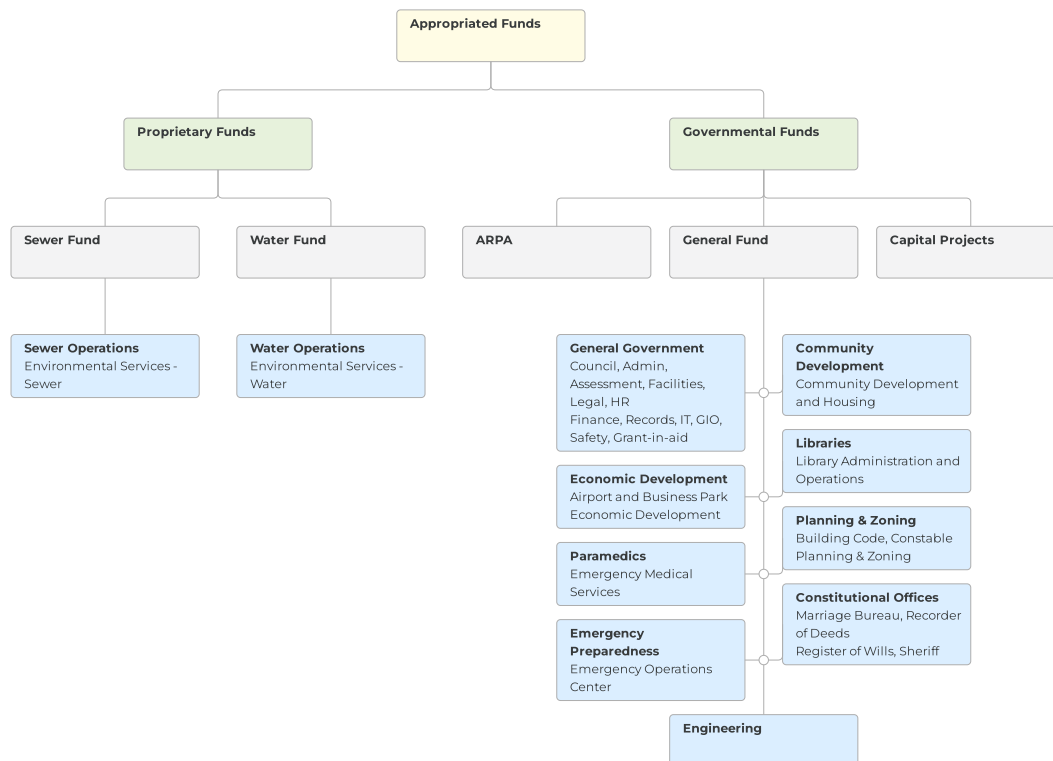 Appropriated Funds
Proprietary Funds
Governmental Funds
Sewer Fund
Water Fund
ARPA
General Fund
Capital Projects
Sewer Operations
Environmental Services -
Sewer
Water Operations
Environmental Services -
Water
General Government
Council, Admin,
Assessment, Facilities,
Legal, HR
Finance, Records, IT, GIO,
Safety, Grant-in-aid
Community
Development
Community Development
and Housing
Libraries
Library Administration and
Operations
Economic Development
Airport and Business Park
Economic Development
Planning & Zoning
Building Code, Constable
Planning & Zoning
Paramedics
Emergency Medical
Services
Constitutional Offices
Marriage Bureau, Recorder
of Deeds
Register of Wills, Sheriff
Emergency
Preparedness
Emergency Operations
Center
Engineering